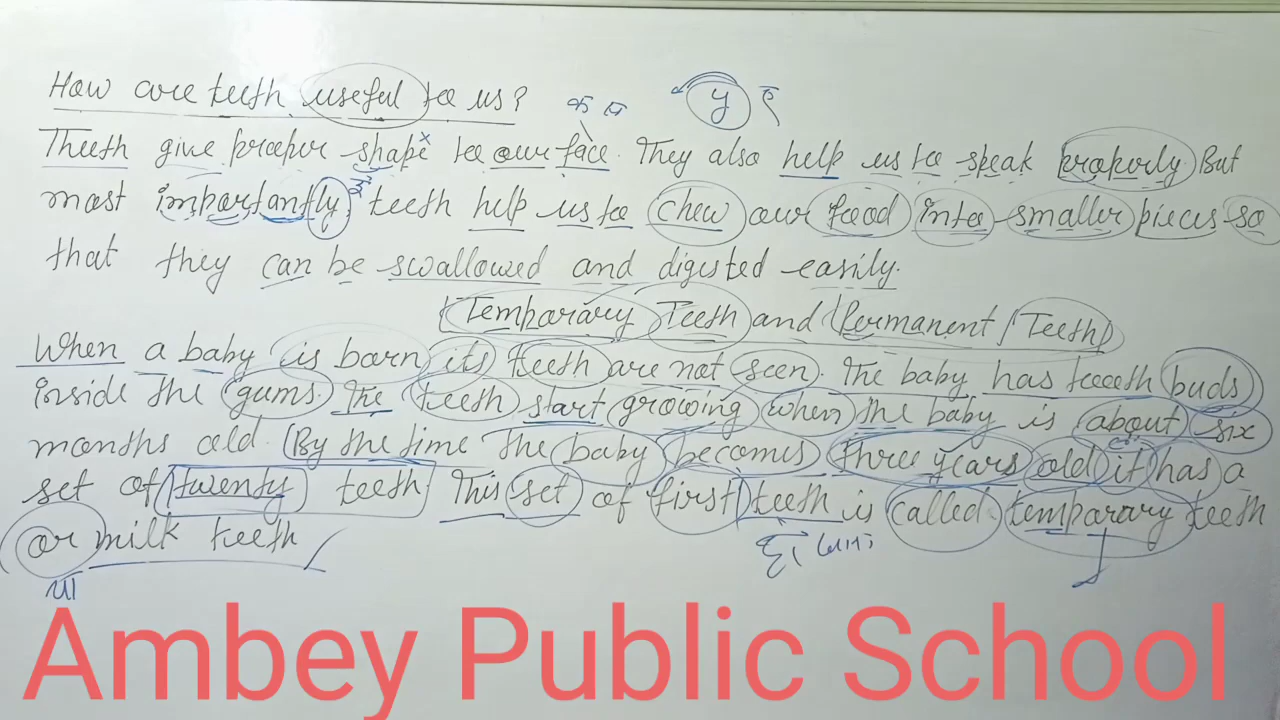 How are teeth useful to us?
y
Theeth give proper shape to our face. They also help us to speak proporly But
most importantly, teeth help us to chew our food into smaller pieces so
that they can be swallowed and digested easily.
Temporary Teeth and Permanent Teeth
When a baby is born its teeth are not seen. The baby has teeth buds
inside the gums. The teeth start growing when the baby is about six
months old. By the time The baby becomes three years old it has a
set of twenty teeth This set of first teeth is called temporary teeth
or milk teeth
या
Ambey Public School